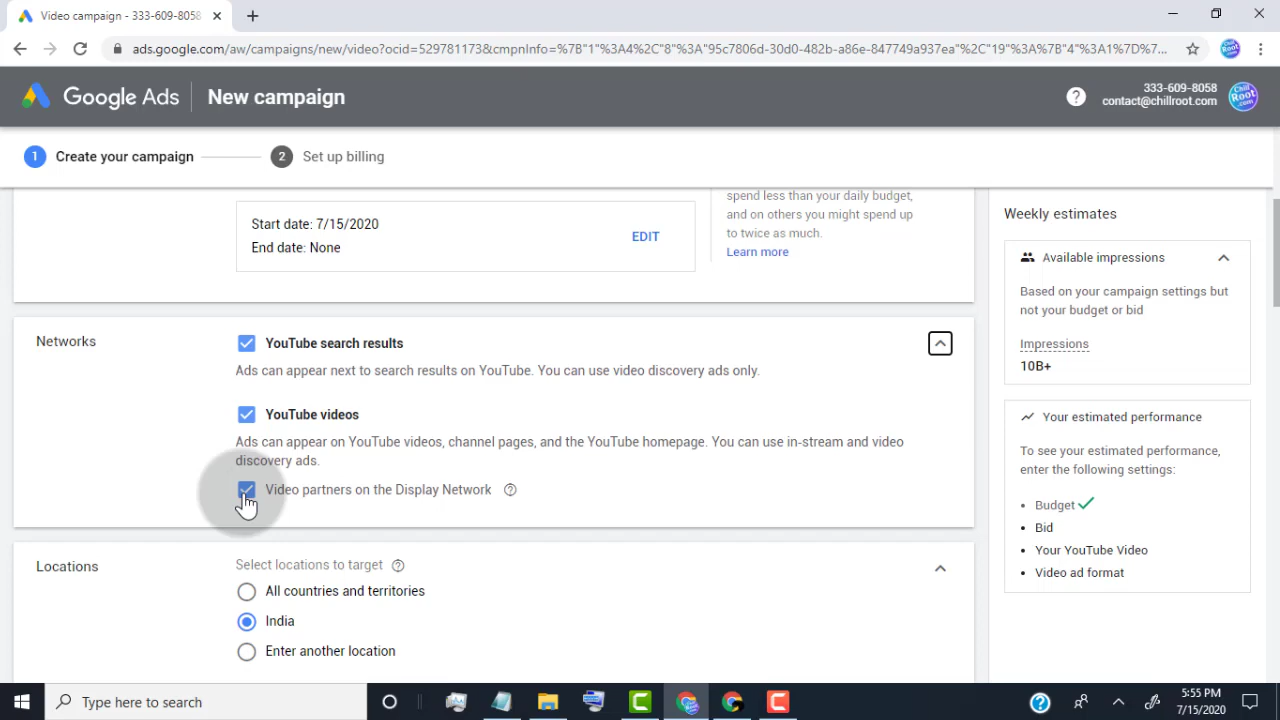 Video campaign - 333-609-8058
ads.google.com/aw/campaigns/new/video?ocid=529781173&cmpnInfo=%7B"1"%3A4%2C"8"%3A"95c7806d-30d0-482b-a86e-847749a937ea"%2C"19"%3A%7B"4"%3A1%7D%7...
Google Ads
New campaign
333-609-8058
contact@chillroot.com
Chill
Root
.com
1 Create your campaign
2 Set up billing
Start date: 7/15/2020
End date: None
EDIT
spend less than your daily budget,
and on others you might spend up
to twice as much.
Learn more
Networks
YouTube search results
Ads can appear next to search results on YouTube. You can use video discovery ads only.
YouTube videos
Ads can appear on YouTube videos, channel pages, and the YouTube homepage. You can use in-stream and video
discovery ads.
Video partners on the Display Network
Locations
Select locations to target
All countries and territories
India
Enter another location
Weekly estimates
Available impressions
Based on your campaign settings but
not your budget or bid
Impressions
10B+
Your estimated performance
To see your estimated performance,
enter the following settings:
• Budget
• Bid
• Your YouTube Video
• Video ad format
Type here to search
5:55 PM
7/15/2020